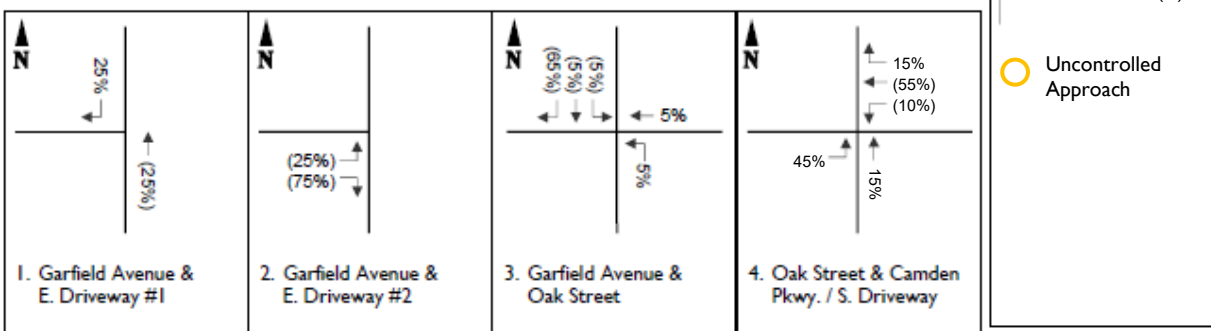 N
25%
(25%)
1. Garfield Avenue &
E. Driveway #1
N
(25%)
(75%)
2. Garfield Avenue &
E. Driveway #2
N
(65%)
(5%)
(5%)
5%
5%
3. Garfield Avenue &
Oak Street
N
15%
(55%)
(10%)
45%
15%
4. Oak Street & Camden
Pkwy. / S. Driveway
Uncontrolled
Approach